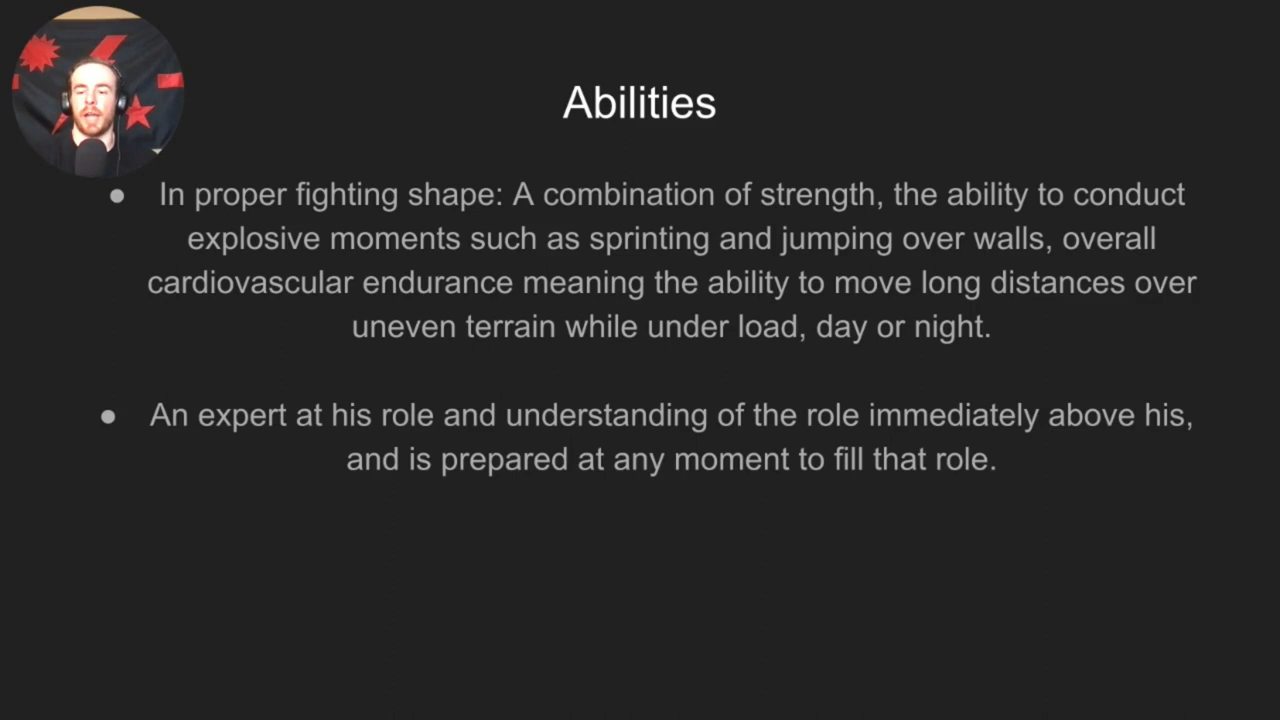 Abilities
● In proper fighting shape: A combination of strength, the ability to conduct
explosive moments such as sprinting and jumping over walls, overall
cardiovascular endurance meaning the ability to move long distances over
uneven terrain while under load, day or night.
● An expert at his role and understanding of the role immediately above his,
and is prepared at any moment to fill that role.